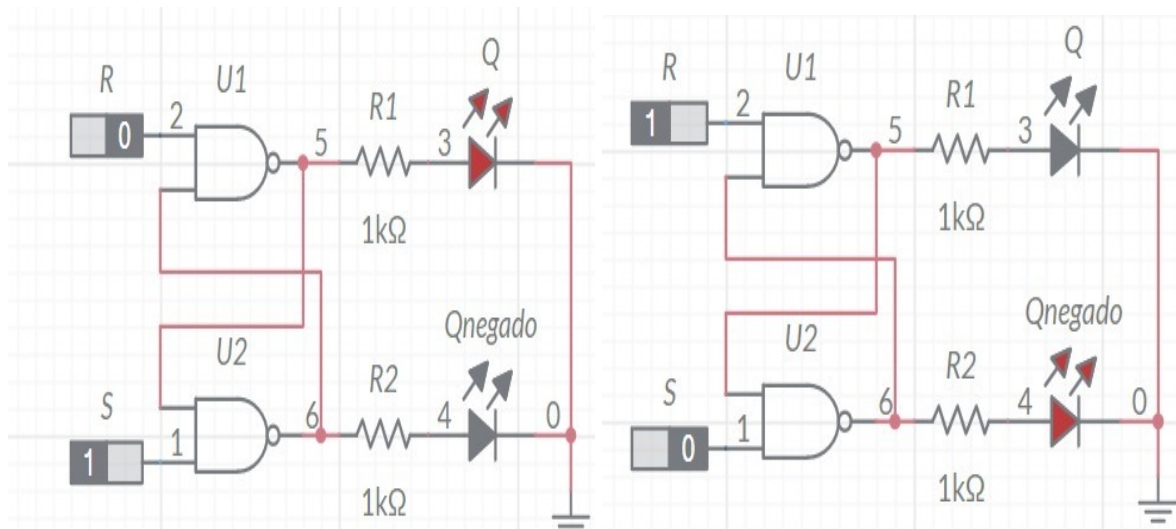 R U1 Q
0 2 5 R1 3
1kΩ
U2 Qnegado
S R2
1 1 6 4 0
1kΩ
R U1 Q
1 2 5 R1 3
1kΩ
U2 Qnegado
S R2
0 1 6 4 0
1kΩ